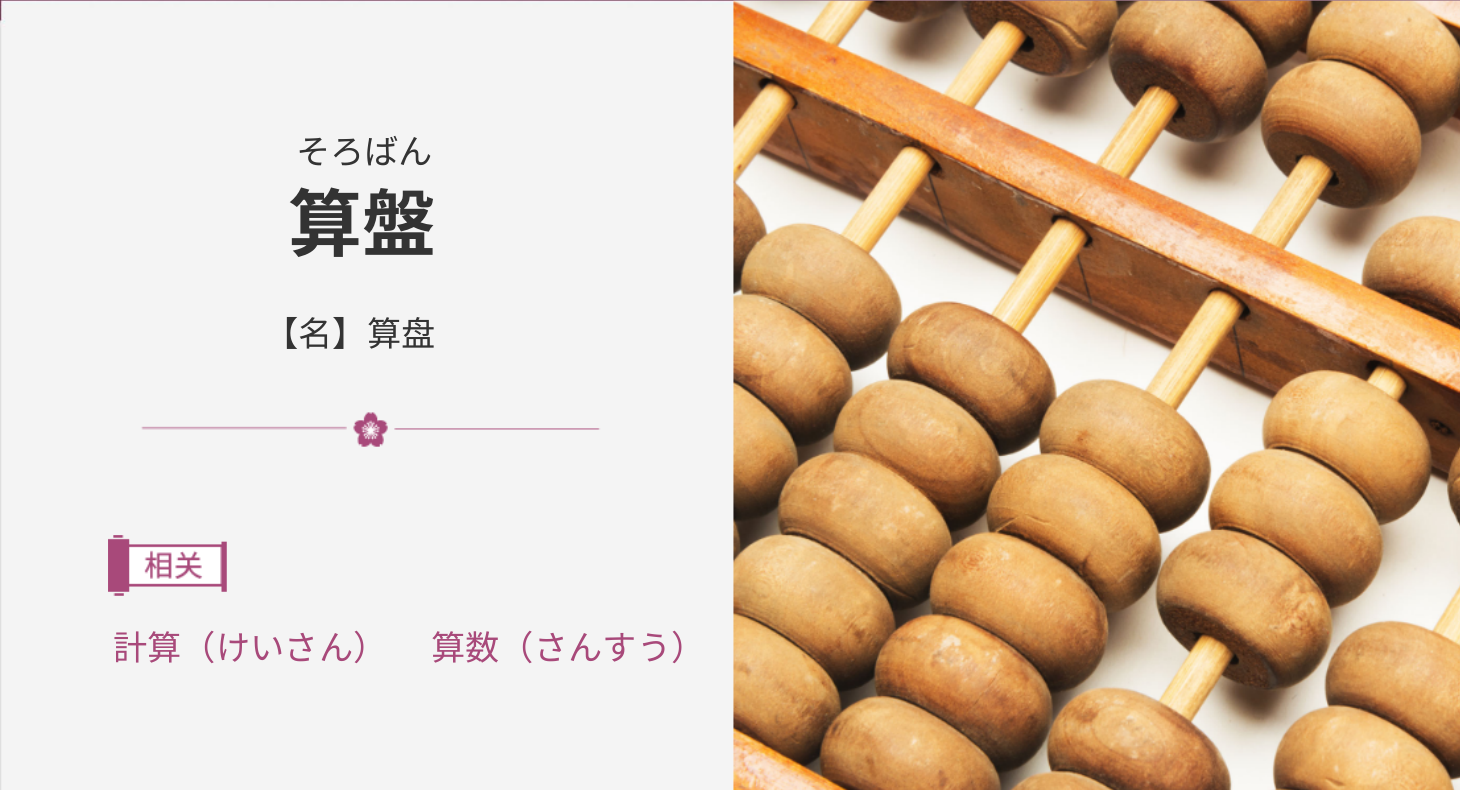 そろばん
算盤
【名】算盘
相关
計算（けいさん） 算数（さんすう）